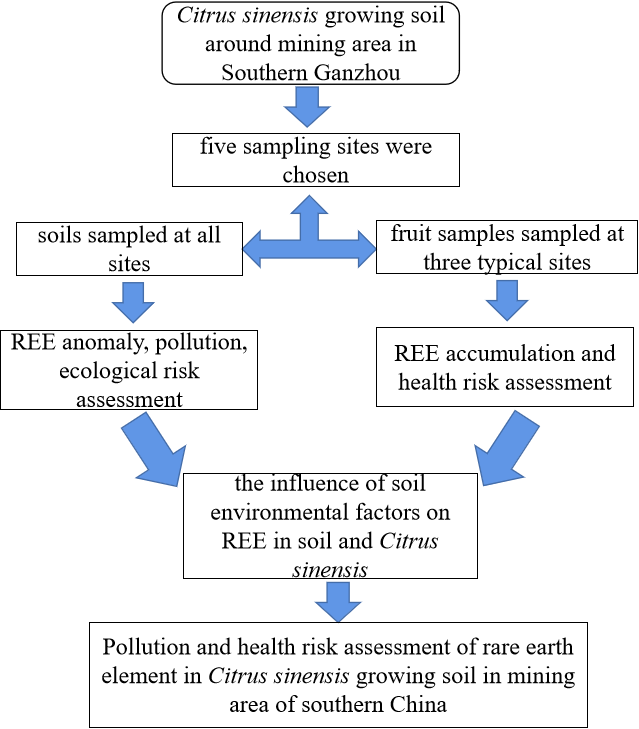 Citrus sinensis growing soil
around mining area in
Southern Ganzhou
five sampling sites were
chosen
soils sampled at all
sites
fruit samples sampled at
three typical sites
REE anomaly, pollution,
ecological risk
assessment
REE accumulation and
health risk assessment
the influence of soil
environmental factors on
REE in soil and Citrus
sinensis
Pollution and health risk assessment of rare earth
element in Citrus sinensis growing soil in mining
area of southern China